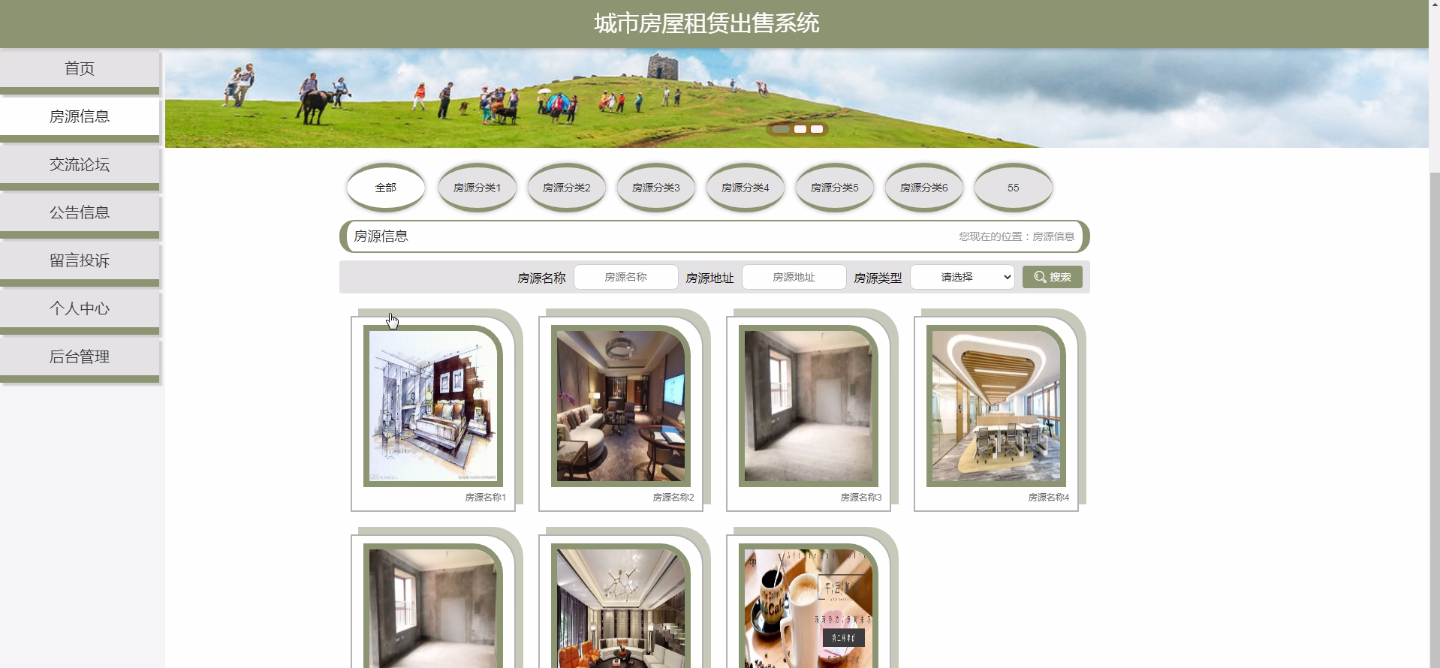 城市房屋租赁出售系统
首页
房源信息
交流论坛
公告信息
留言投诉
个人中心
后台管理
全部
房源分类1
房源分类2
房源分类3
房源分类4
房源分类5
房源分类6
55
房源信息
您现在的位置：房源信息
房源名称 房源名称 房源地址 房源地址 房源类型 请选择 搜索
房源名称1
房源名称2
房源名称3
房源名称4